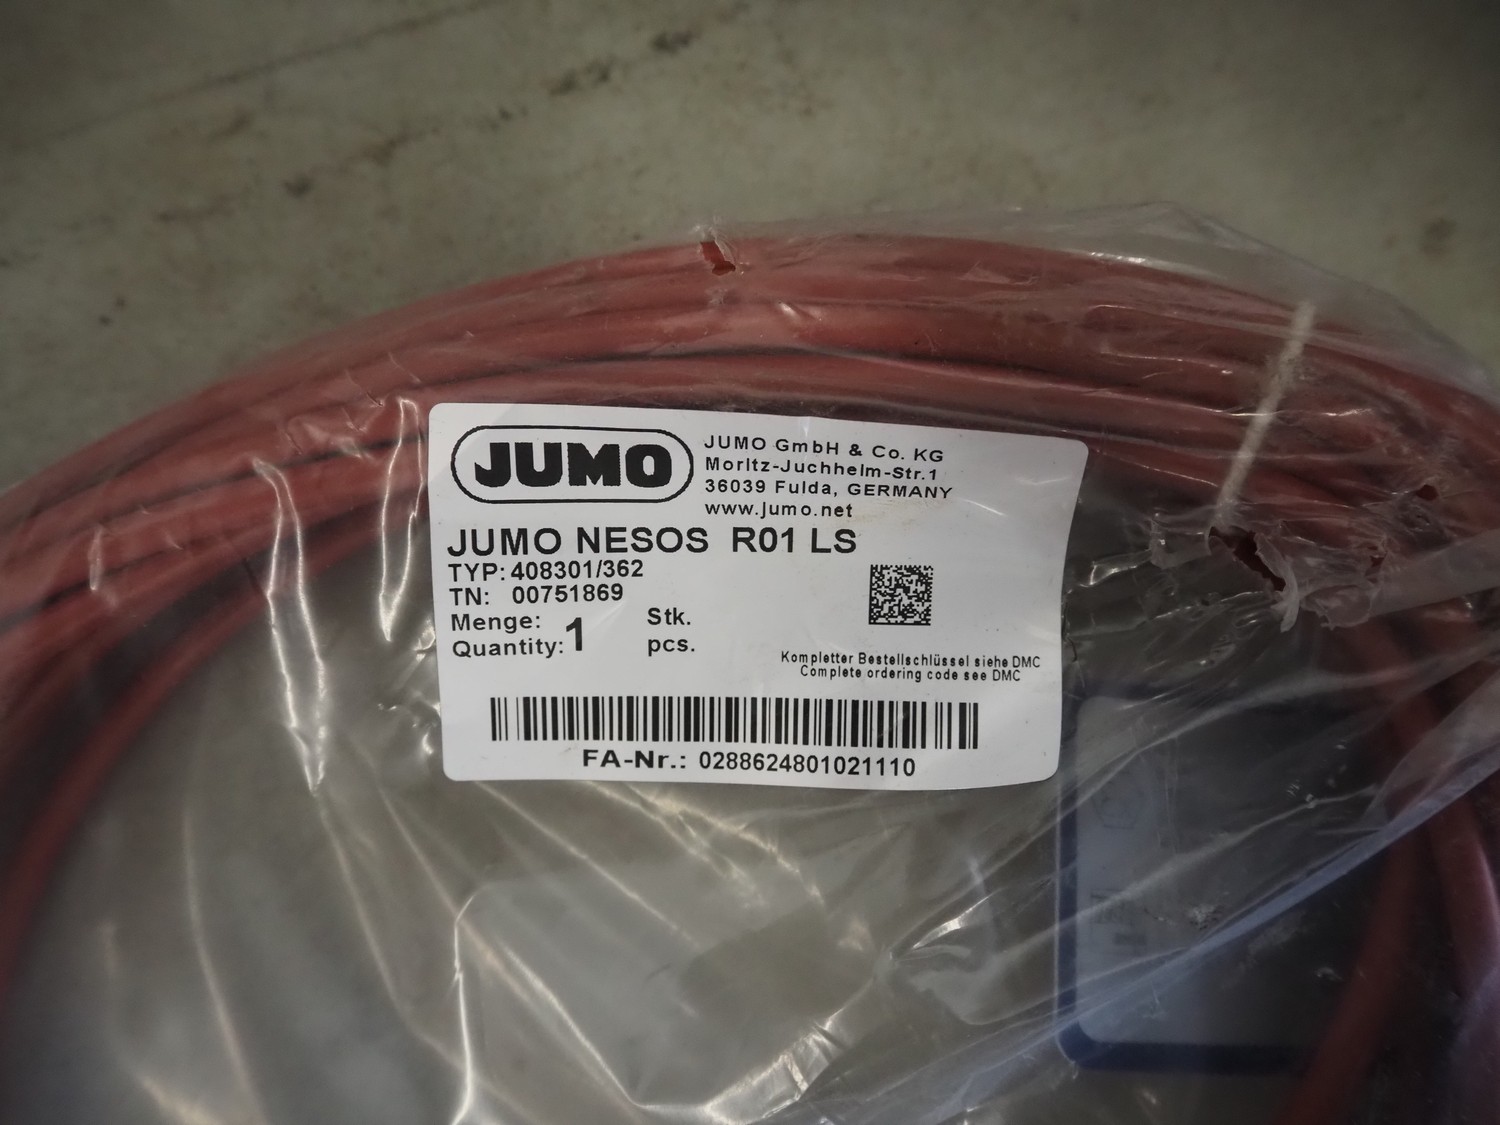 JUMO
JUMO GmbH & Co. KG
Moritz-Juchheim-Str.1
36039 Fulda, GERMANY
www.jumo.net
JUMO NESOS R01 LS
TYP: 408301/362
TN: 00751869
Menge: 1 Stk.
Quantity: pcs.
Kompletter Bestellschlüssel siehe DMC
Complete ordering code see DMC
FA-Nr.: 0288624801021110